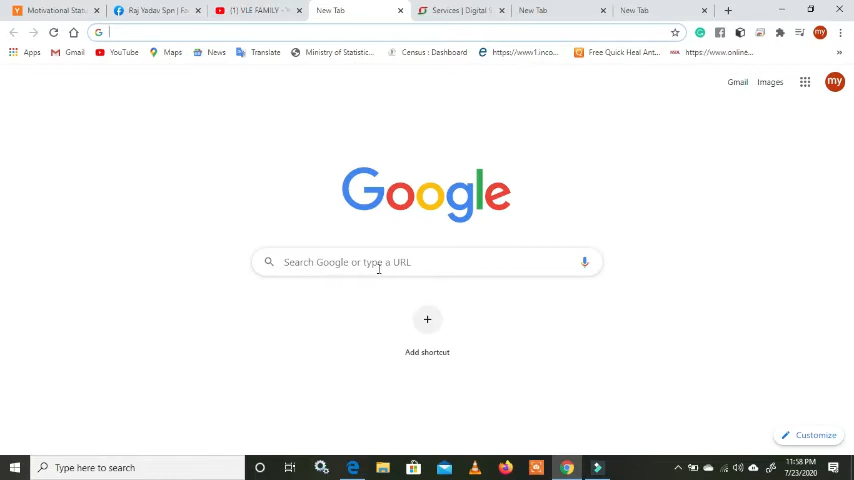 Motivational Statu
Raj Yadav Spn | Fa
(1) VLE FAMILY - Y
New Tab
Services | Digital S
New Tab
New Tab
Apps
Gmail
YouTube
Maps
News
Translate
Ministry of Statistic...
Census : Dashboard
https://www1.inco...
Free Quick Heal Ant...
https://www.online...
»
Gmail
Images
my
Google
Search Google or type a URL
Add shortcut
Customize
Type here to search
11:58 PM
7/23/2020